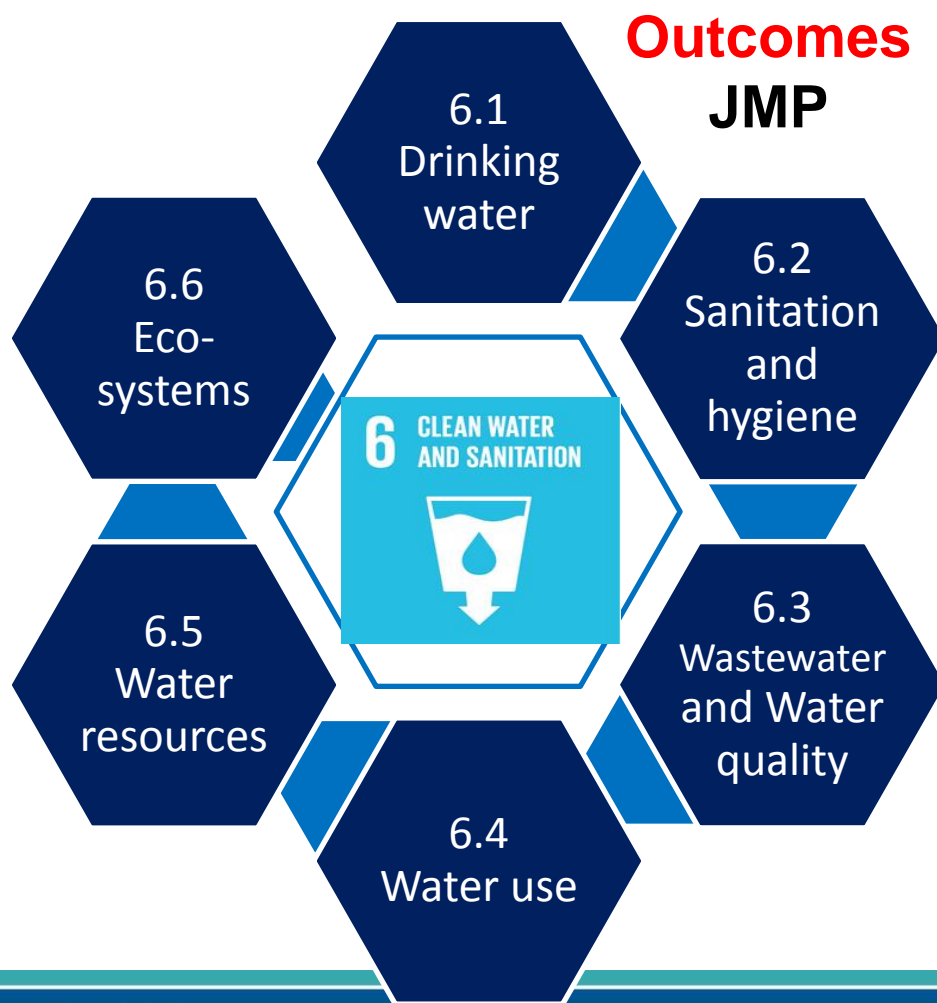 Outcomes
JMP
6.1
Drinking
water
6.2
Sanitation
and
hygiene
6.3
Wastewater
and Water
quality
6.4
Water use
6.5
Water
resources
6.6
Eco-
systems
6 CLEAN WATER
AND SANITATION